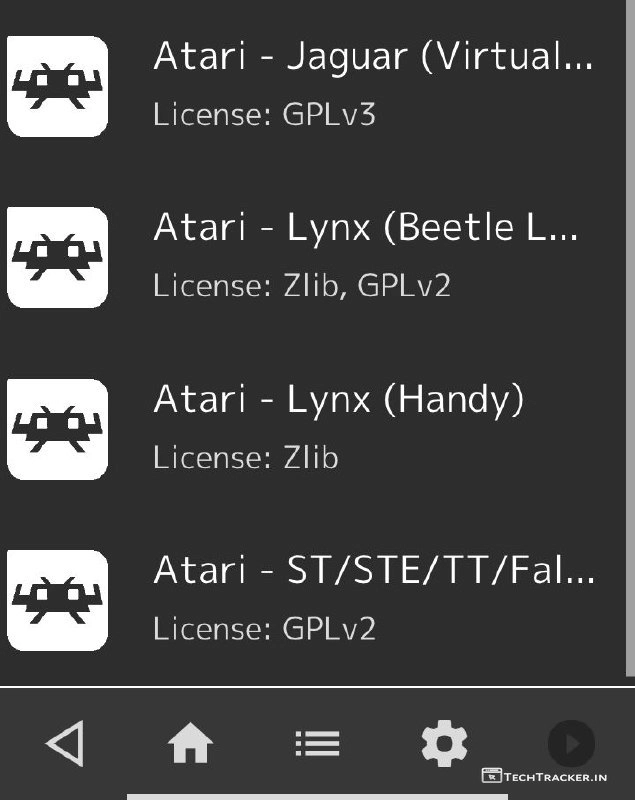 Atari - Jaguar (Virtual...
License: GPLv3
Atari - Lynx (Beetle L...
License: Zlib, GPLv2
Atari - Lynx (Handy)
License: Zlib
Atari - ST/STE/TT/Fal...
License: GPLv2
TECHTRACKER.IN